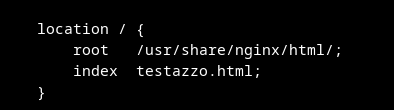 location / {
    root   /usr/share/nginx/html/;
    index  testazzo.html;
}